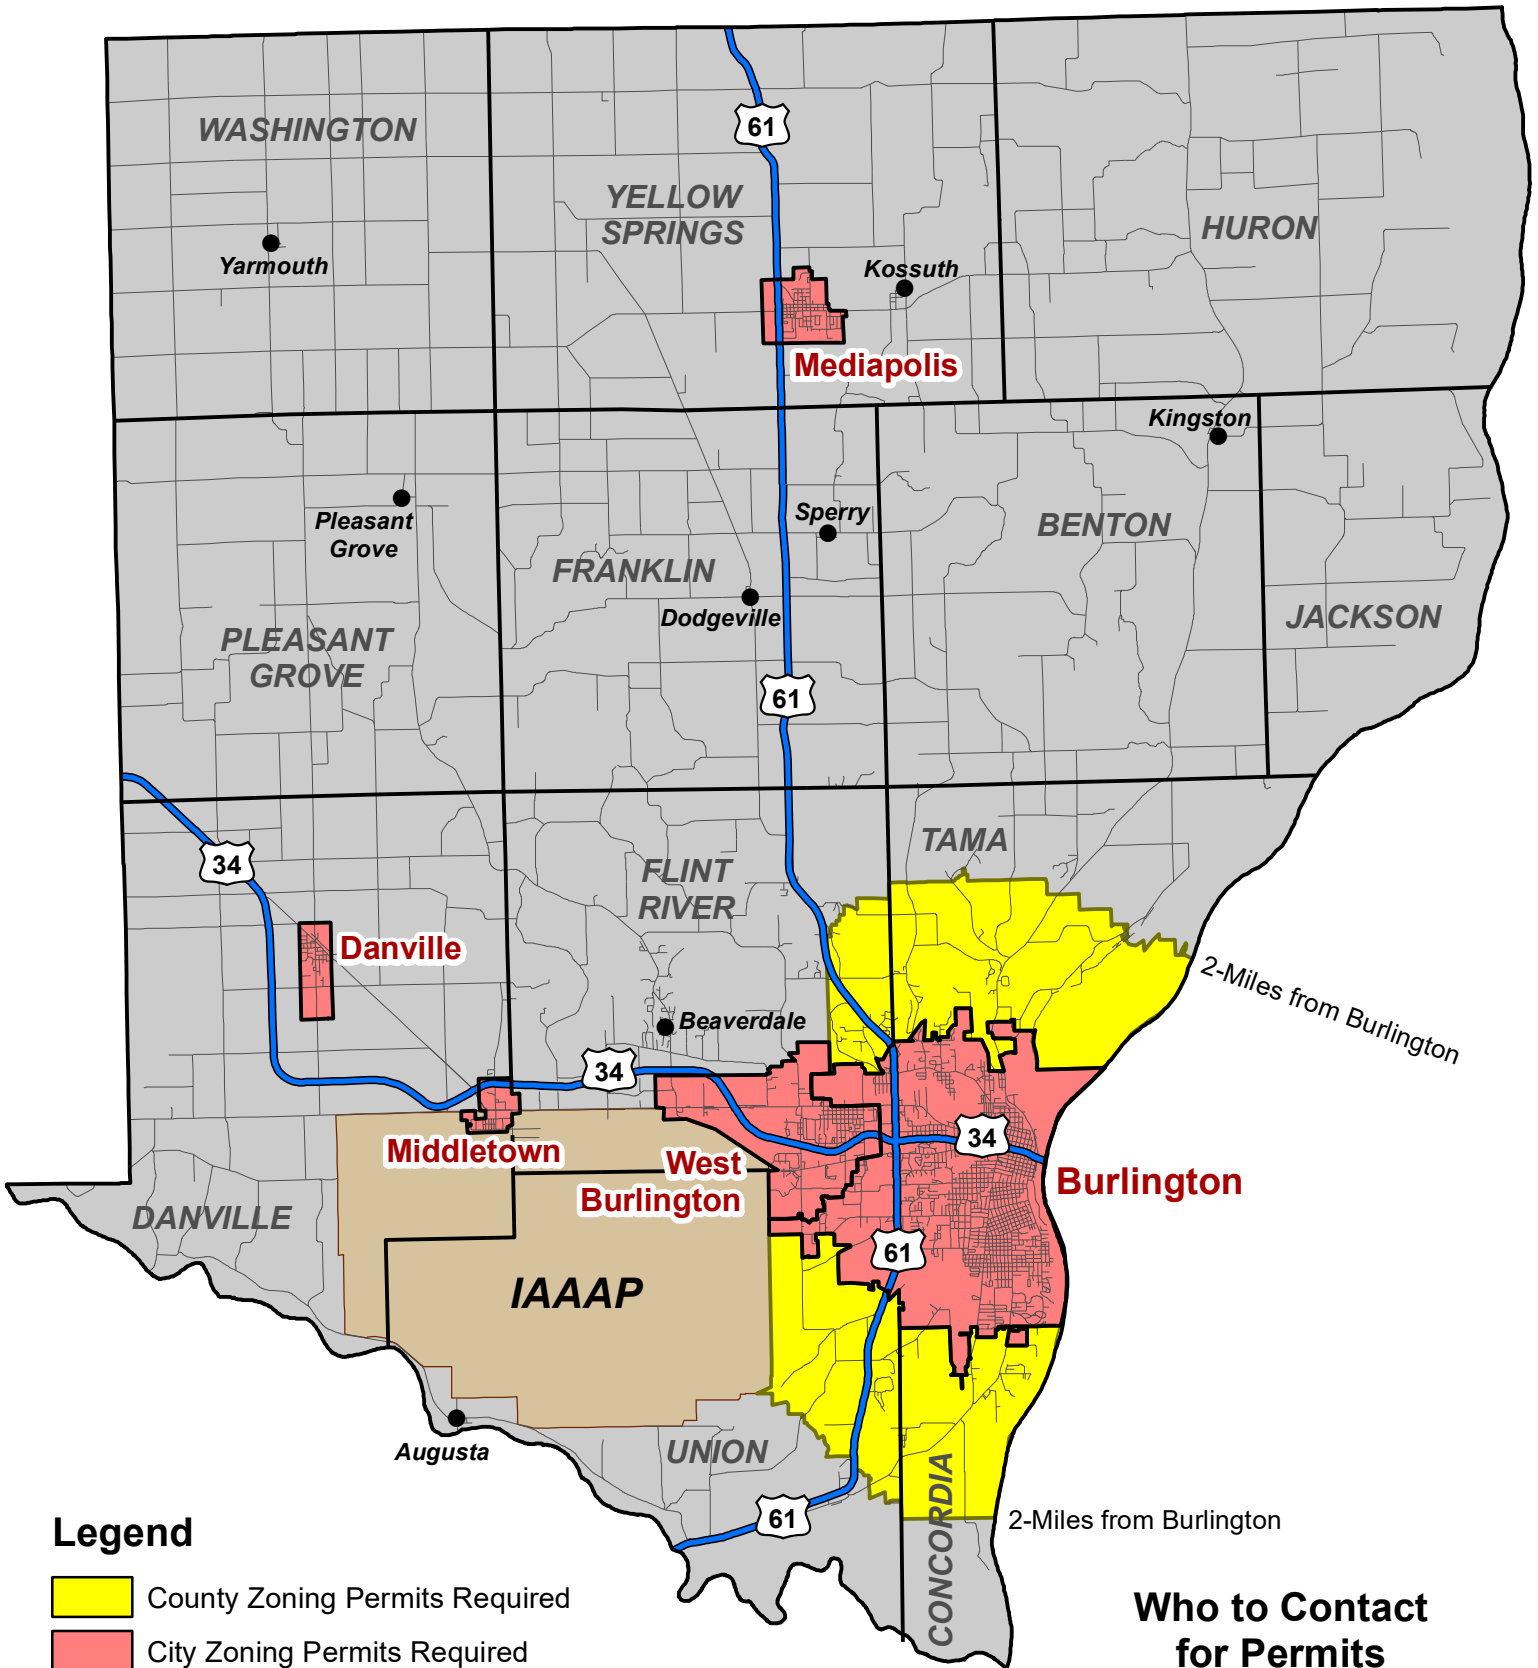 61
WASHINGTON
YELLOW
SPRINGS
HURON
Yarmouth
Kossuth
Mediapolis
Kingston
Pleasant
Grove
Sperry
BENTON
FRANKLIN
Dodgeville
JACKSON
PLEASANT
GROVE
61
TAMA
34
FLINT
RIVER
Danville
2-Miles from Burlington
Beaverdale
34
34
Middletown
West
Burlington
Burlington
DANVILLE
61
IAAAP
Augusta
UNION
CONCORDIA
61
2-Miles from Burlington
Legend
County Zoning Permits Required
City Zoning Permits Required
Who to Contact
for Permits